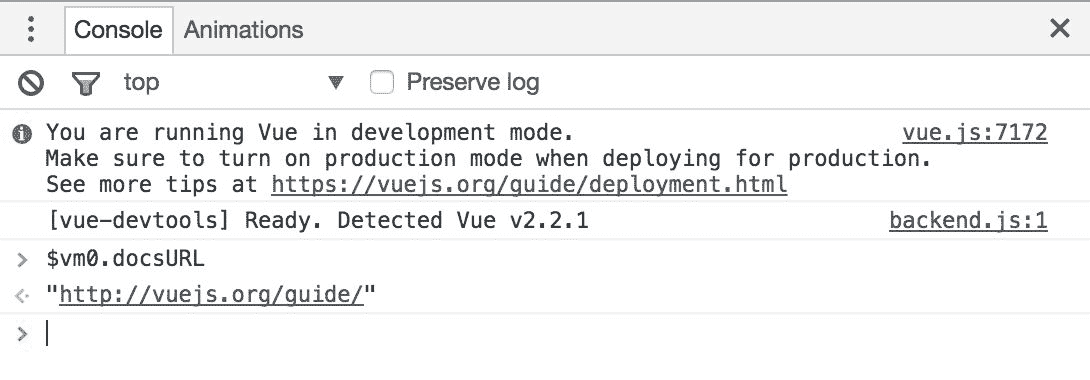 Console Animations
top Preserve log
You are running Vue in development mode. vue.js:7172
Make sure to turn on production mode when deploying for production.
See more tips at https://vuejs.org/guide/deployment.html
[vue-devtools] Ready. Detected Vue v2.2.1 backend.js:1
> $vm0.docsURL
"http://vuejs.org/guide/"
>